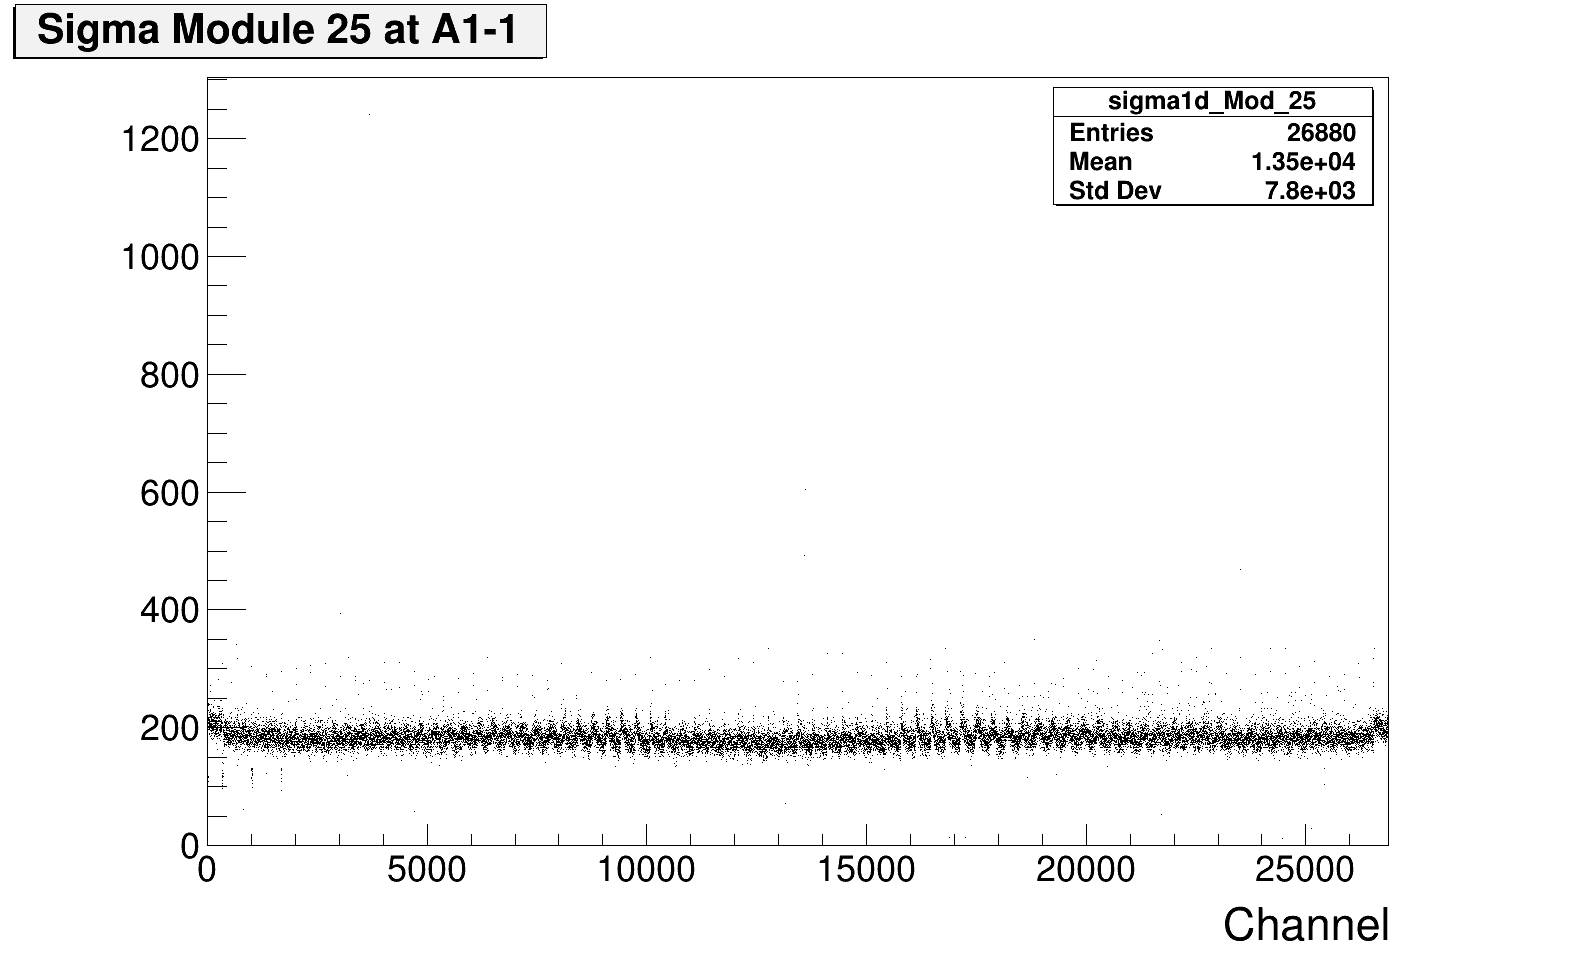 Sigma Module 25 at A1-1
sigma1d_Mod_25
Entries 26880
Mean 1.35e+04
Std Dev 7.8e+03
1200
1000
800
600
400
200
0
0 5000 10000 15000 20000 25000
Channel